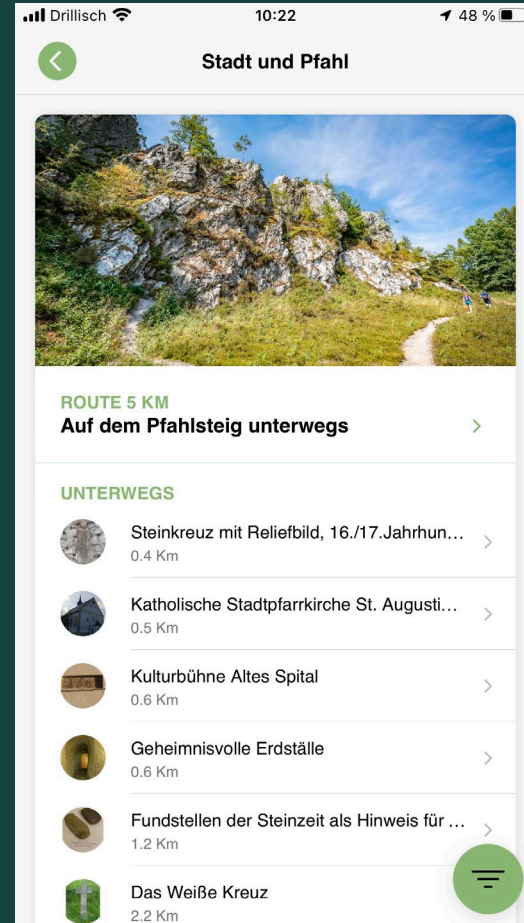 Drillisch 10:22 48 %
Stadt und Pfahl
ROUTE 5 KM
Auf dem Pfahlsteig unterwegs
UNTERWEGS
Steinkreuz mit Reliefbild, 16./17.Jahrhun...
0.4 Km
Katholische Stadtpfarrkirche St. Augusti...
0.5 Km
Kulturbühne Altes Spital
0.6 Km
Geheimnisvolle Erdställe
0.6 Km
Fundstellen der Steinzeit als Hinweis für ...
1.2 Km
Das Weiße Kreuz
2.2 Km